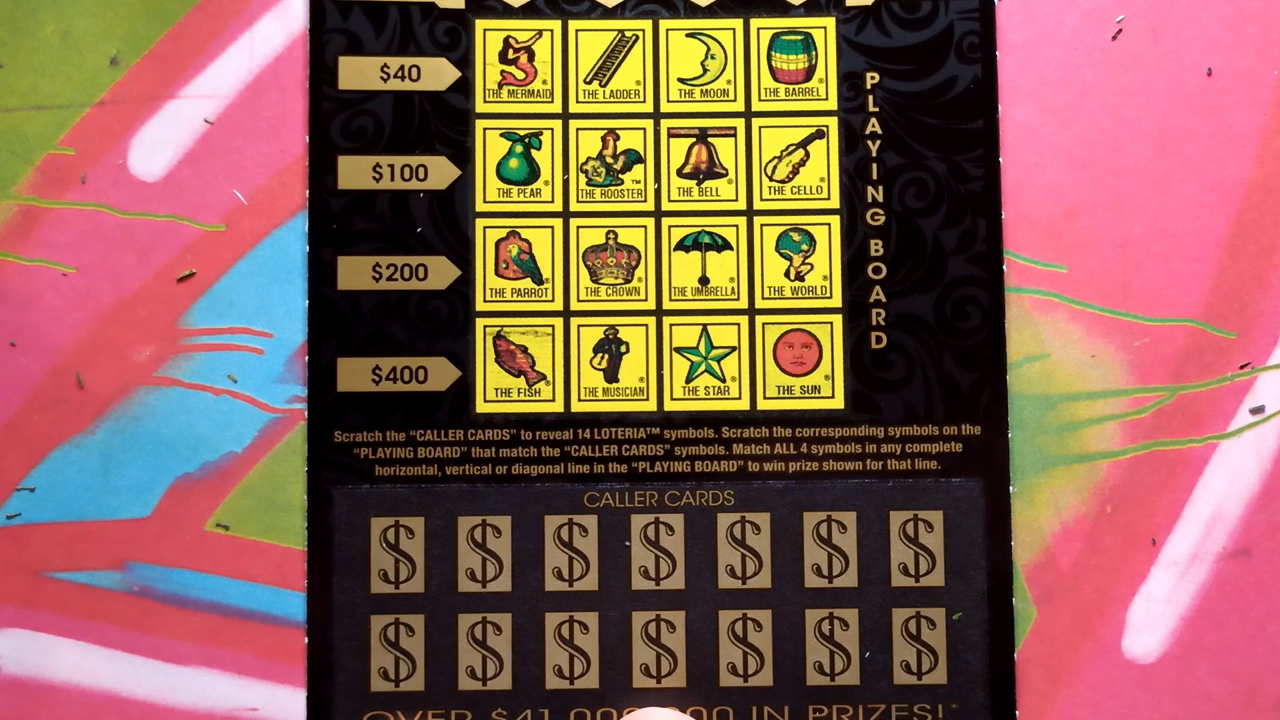 $40
THE MERMAID
THE LADDER
THE MOON
THE BARREL
$100
THE PEAR
THE ROOSTER™
THE BELL
THE CELLO
$200
THE PARROT
THE CROWN
THE UMBRELLA
THE WORLD
$400
THE FISH
THE MUSICIAN
THE STAR
THE SUN
PLAYING BOARD
Scratch the “CALLER CARDS” to reveal 14 LOTERIA™ symbols. Scratch the corresponding symbols on the
“PLAYING BOARD” that match the “CALLER CARDS” symbols. Match ALL 4 symbols in any complete
horizontal, vertical or diagonal line in the “PLAYING BOARD” to win prize shown for that line.
CALLER CARDS
$ $ $ $ $ $ $
$ $ $ $ $ $ $
OVER IN PRIZES!*